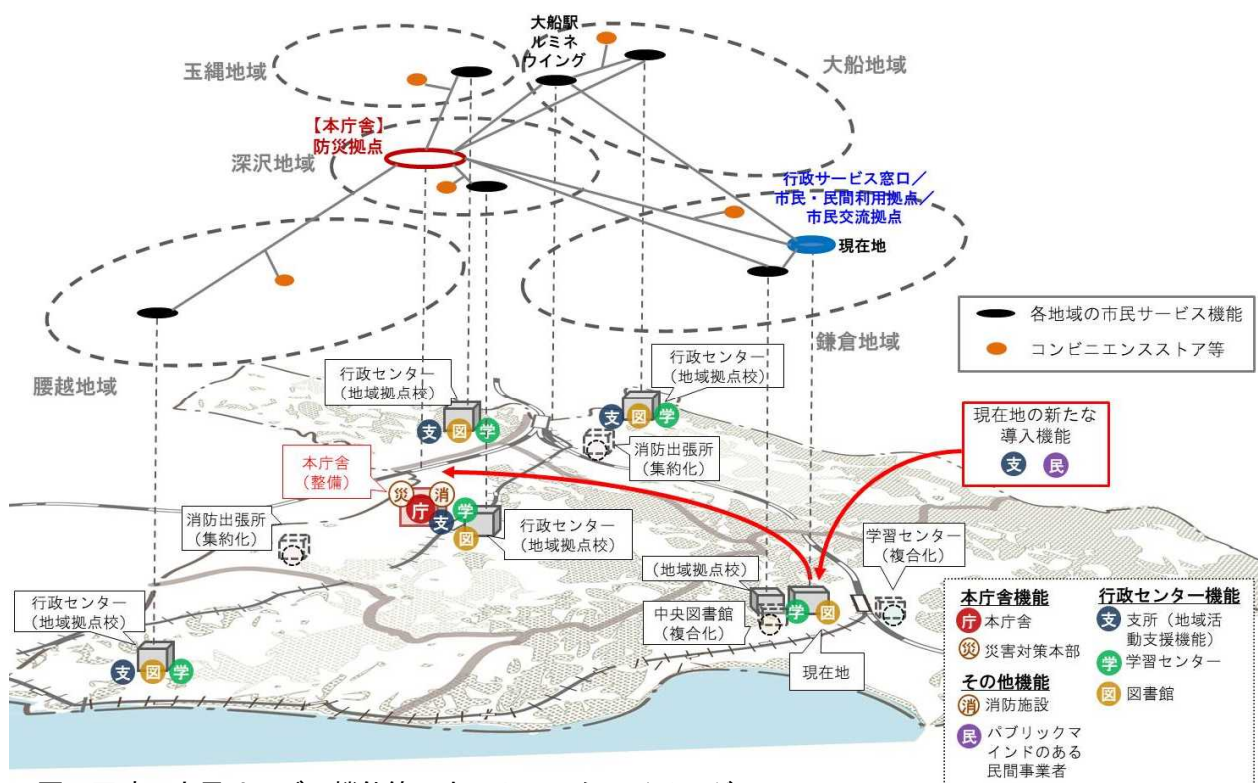 大船駅
ルミネ
ウイング
玉縄地域
大船地域
【本庁舎】
防災拠点
深沢地域
行政サービス窓口／
市民・民間利用拠点／
市民交流拠点
現在地
各地域の市民サービス機能
コンビニエンスストア等
鎌倉地域
腰越地域
行政センター
（地域拠点校）
行政センター
（地域拠点校）
支 図 学
支 図 学
現在地の新たな
導入機能
支 民
消防出張所
（集約化）
本庁舎
（整備）
災 消
庁
支 学
図
消防出張所
（集約化）
行政センター
（地域拠点校）
学習センター
（複合化）
（地域拠点校）
中央図書館
（複合化）
学 図
現在地
行政センター
（地域拠点校）
支 図 学
本庁舎機能
庁 本庁舎
災 災害対策本部
その他機能
消 消防施設
民 パブリックマ
インドのある
民間事業者
行政センター機能
支 支所（地域活
動支援機能）
学 学習センター
図 図書館